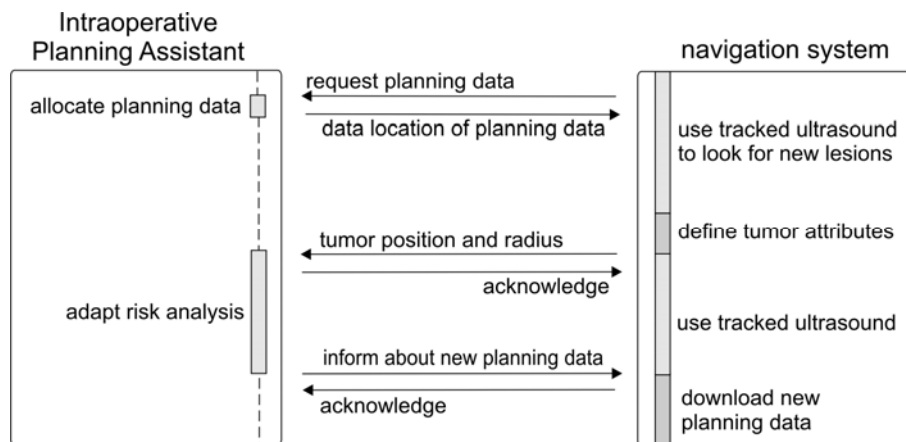 Intraoperative
Planning Assistant
navigation system
request planning data
allocate planning data
data location of planning data
use tracked ultrasound
to look for new lesions
tumor position and radius
define tumor attributes
acknowledge
adapt risk analysis
use tracked ultrasound
inform about new planning data
acknowledge
download new
planning data